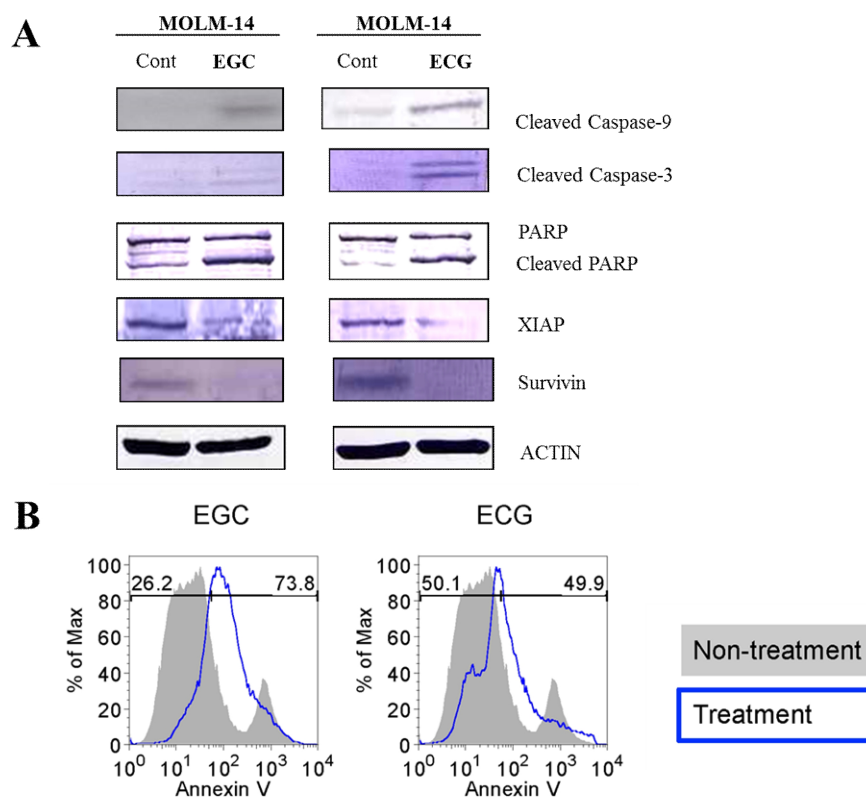 A
MOLM-14 MOLM-14
Cont EGC Cont ECG
Cleaved Caspase-9
Cleaved Caspase-3
PARP
Cleaved PARP
XIAP
Survivin
ACTIN
B
EGC ECG
100 100
26.2 73.8 50.1 49.9
80 80
60 60
40 40
20 20
0 0
% of Max % of Max
10⁰ 10¹ 10² 10³ 10⁴ 10⁰ 10¹ 10² 10³ 10⁴
Annexin V Annexin V
Non-treatment
Treatment